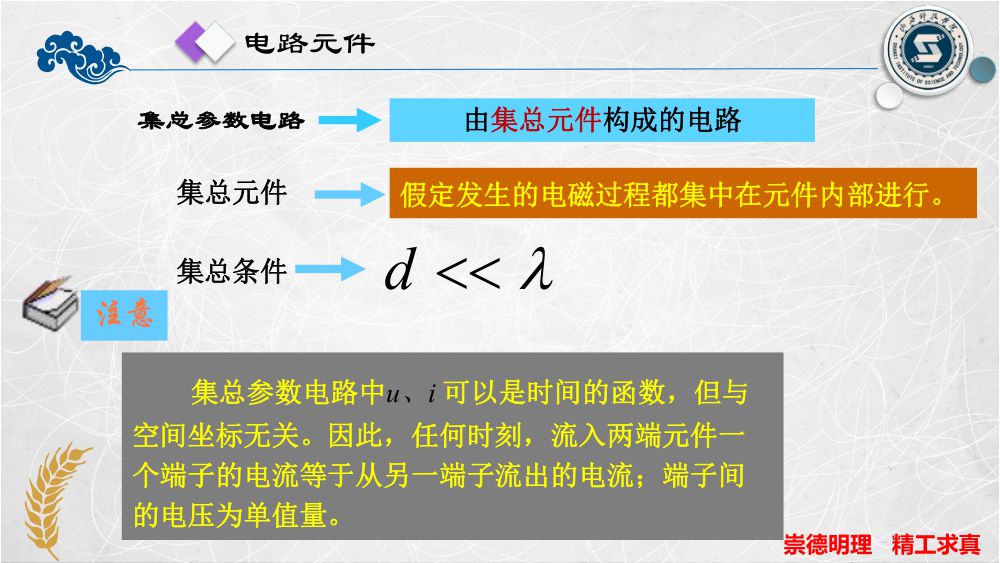 电路元件
集总参数电路
由集总元件构成的电路
集总元件
假定发生的电磁过程都集中在元件内部进行。
集总条件
d << λ
注意
集总参数电路中u、i 可以是时间的函数，但与
空间坐标无关。因此，任何时刻，流入两端元件一
个端子的电流等于从另一端子流出的电流；端子间
的电压为单值量。
崇德明理 精工求真